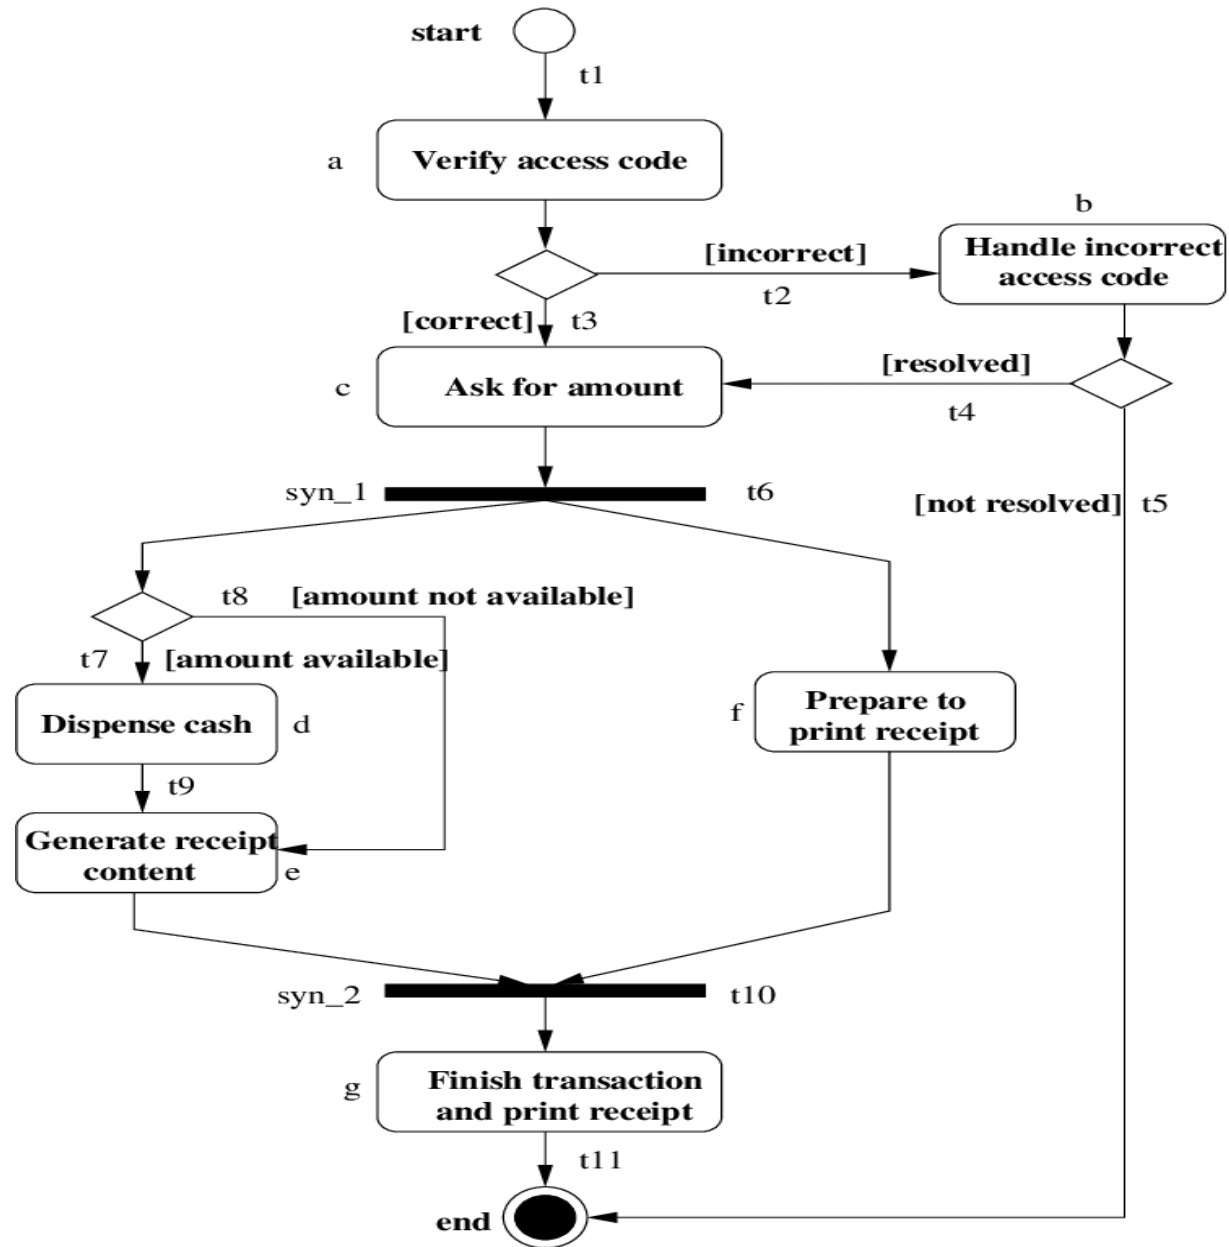 start
t1
a
Verify access code
b
[incorrect]
Handle incorrect
access code
t2
[correct]
t3
[resolved]
c
Ask for amount
t4
syn_1
t6
[not resolved]
t5
t8
[amount not available]
t7
[amount available]
Dispense cash
d
f
Prepare to
print receipt
t9
Generate receipt
content
e
syn_2
t10
g
Finish transaction
and print receipt
t11
end